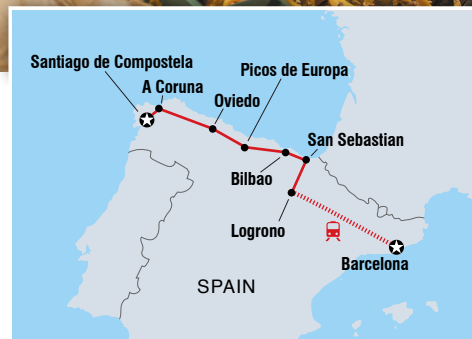 Santiago de Compostela
A Coruna
Picos de Europa
Oviedo
San Sebastian
Bilbao
Logrono
Barcelona
SPAIN